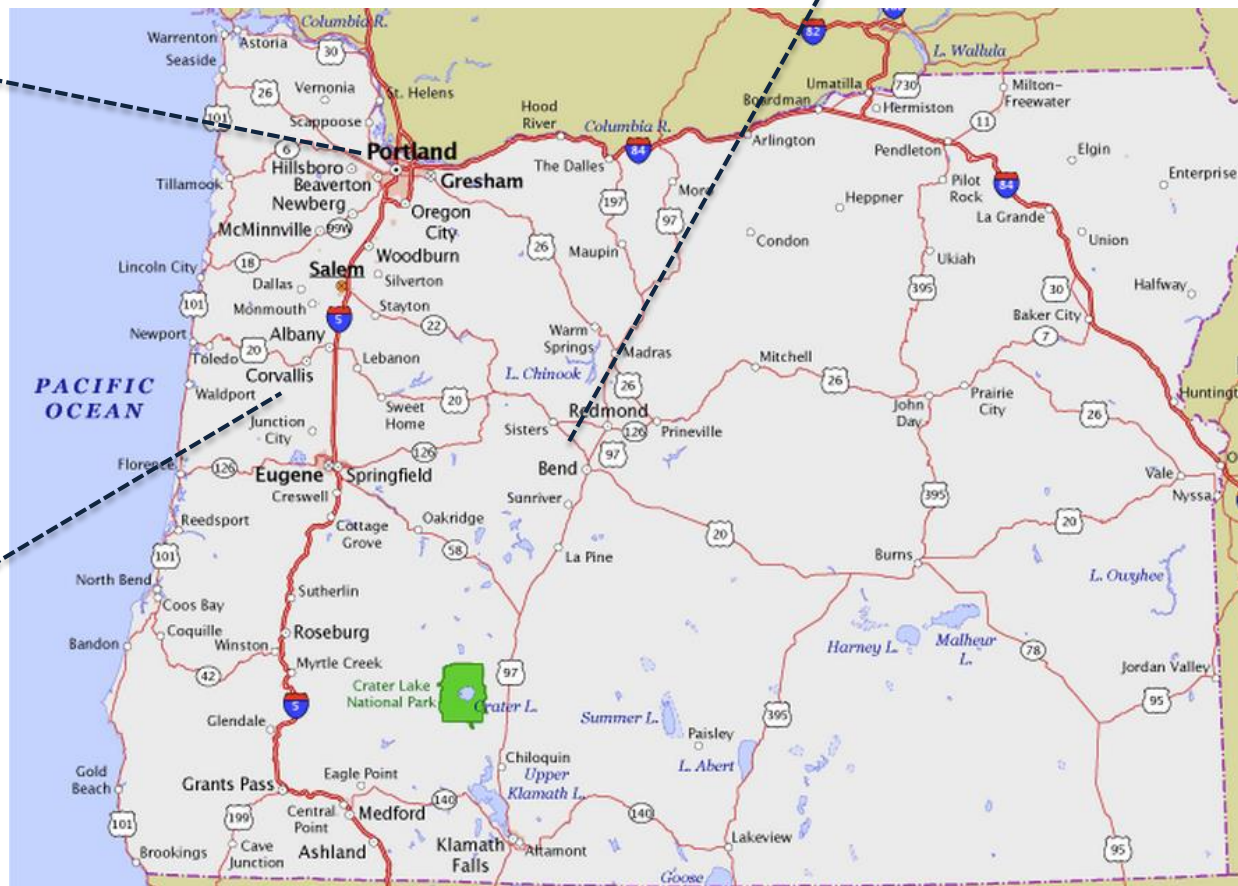 Columbia R.
82
Warrenton
Astoria
30
L. Wallula
Seaside
26
Vernonia
St. Helens
Umatilla
730
Milton-
Freewater
Hood
River
Boardman
Hermiston
101
Scappoose
Columbia R.
11
6
Portland
84
Arlington
Pendleton
Elgin
Hillsboro
The Dalles
Enterprise
Tillamook
Beaverton
Gresham
Moro
Pilot
Rock
84
Newberg
197
97
Heppner
La Grande
Oregon
City
McMinnville
99W
26
Maupin
Condon
Union
Woodburn
Ukiah
Lincoln City
18
Salem
Dallas
Silverton
395
30
Halfway
101
Monmouth
5
Stayton
22
Baker City
Newport
Albany
Warm
Springs
7
Toledo
20
Lebanon
Madras
Mitchell
Corvallis
L. Chinook
PACIFIC
OCEAN
Waldport
26
26
Prairie
City
Huntington
Sweet
Home
20
Redmond
John
Day
26
Junction
City
Sisters
126
Prineville
126
97
Florence
126
Eugene
Springfield
Bend
Vale
Creswell
Sunriver
395
Nyssa
Reedsport
Cottage
Grove
Oakridge
20
20
58
101
La Pine
Burns
North Bend
L. Owyhee
Coos Bay
Sutherlin
Coquille
Roseburg
Bandon
Winston
Harney L.
Malheur
L.
78
42
Myrtle Creek
Jordan Valley
Crater Lake
National Park
97
95
5
Crater L.
Summer L.
395
Glendale
Paisley
L. Abert
Gold
Beach
Grants Pass
Eagle Point
Chiloquin
Upper
Klamath L.
140
140
101
199
Central
Point
Medford
Brookings
Cave
Junction
Ashland
Klamath
Falls
Altamont
Lakeview
95
Goose